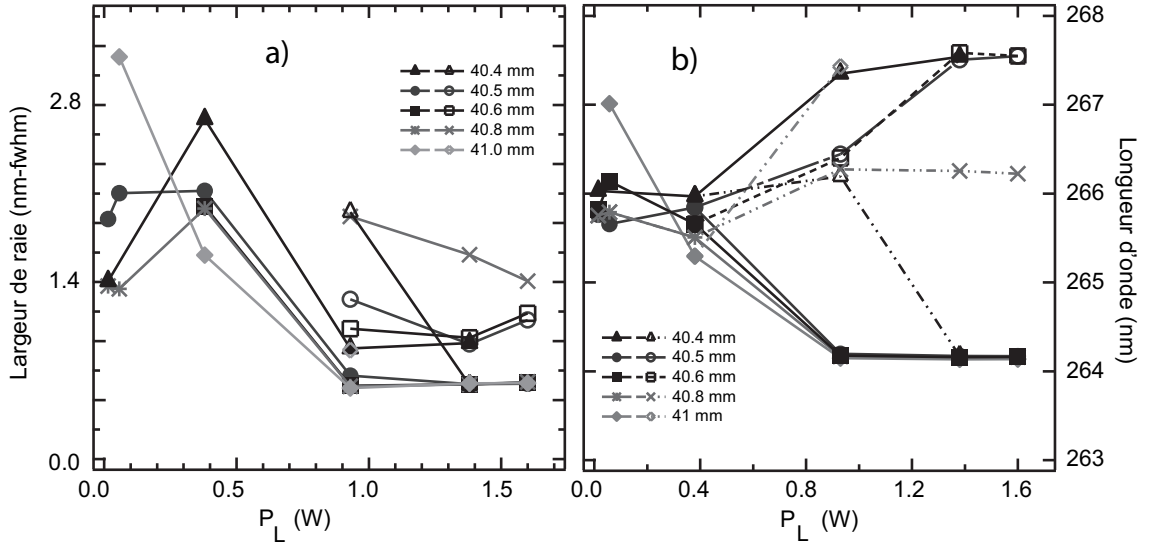 a)
40.4 mm
40.5 mm
40.6 mm
40.8 mm
41.0 mm
2.8
1.4
0.0
Largeur de raie (nm-fwhm)
0.0 0.5 1.0 1.5
P_L (W)
b)
40.4 mm
40.5 mm
40.6 mm
40.8 mm
41 mm
268
267
266
265
264
263
Longueur d'onde (nm)
0.0 0.4 0.8 1.2 1.6
P_L (W)